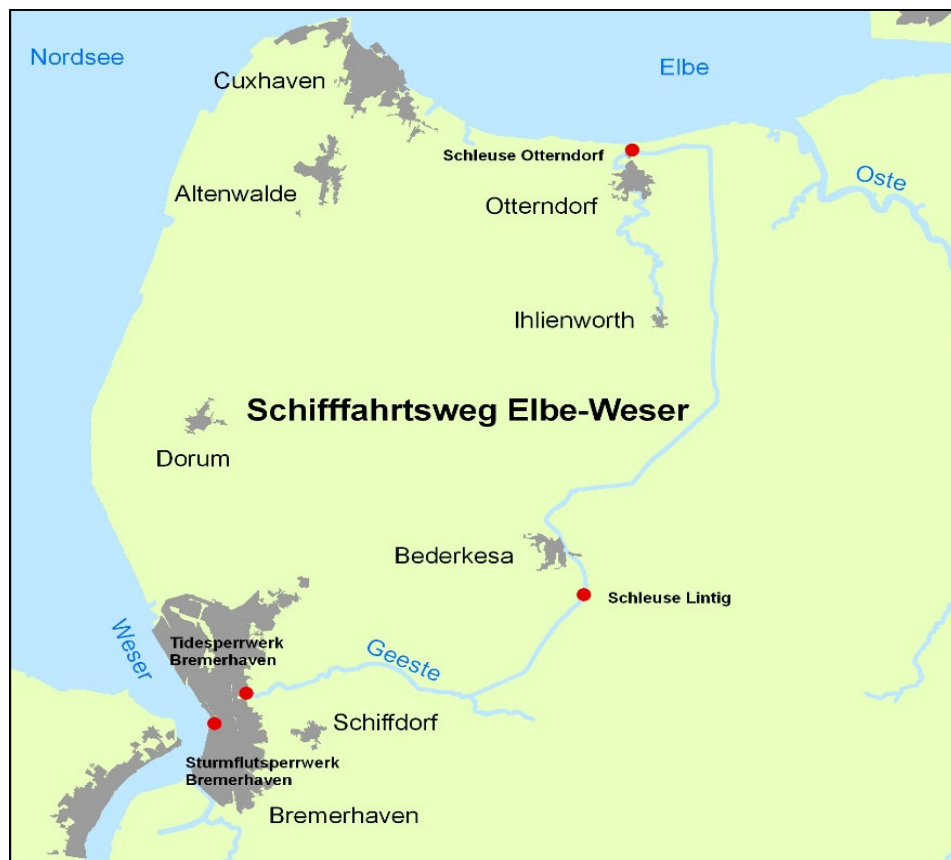 Nordsee
Elbe
Cuxhaven
Schleuse Otterndorf
Altenwalde
Oste
Otterndorf
Ihlienworth
Schifffahrtsweg Elbe-Weser
Dorum
Bederkesa
Schleuse Lintig
Weser
Tidesperrwerk
Bremerhaven
Geeste
Schiffdorf
Sturmflutsperrwerk
Bremerhaven
Bremerhaven